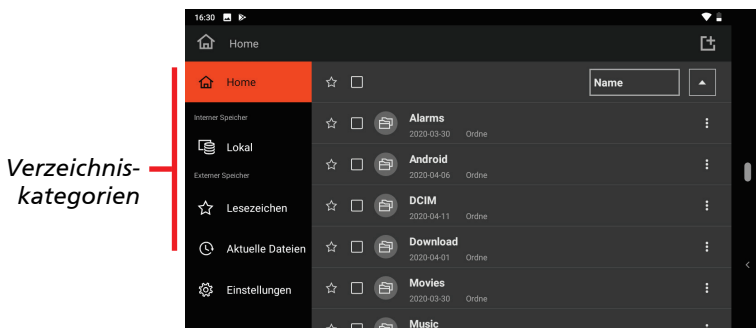 16:30
Home
Home
Name
Interner Speicher
Lokal
Externer Speicher
Lesezeichen
Aktuelle Dateien
Einstellungen
Alarms
2020-03-30 Ordne
Android
2020-04-06 Ordne
DCIM
2020-04-11 Ordne
Download
2020-04-01 Ordne
Movies
2020-03-30 Ordne
Music
Verzeichnis-
kategorien